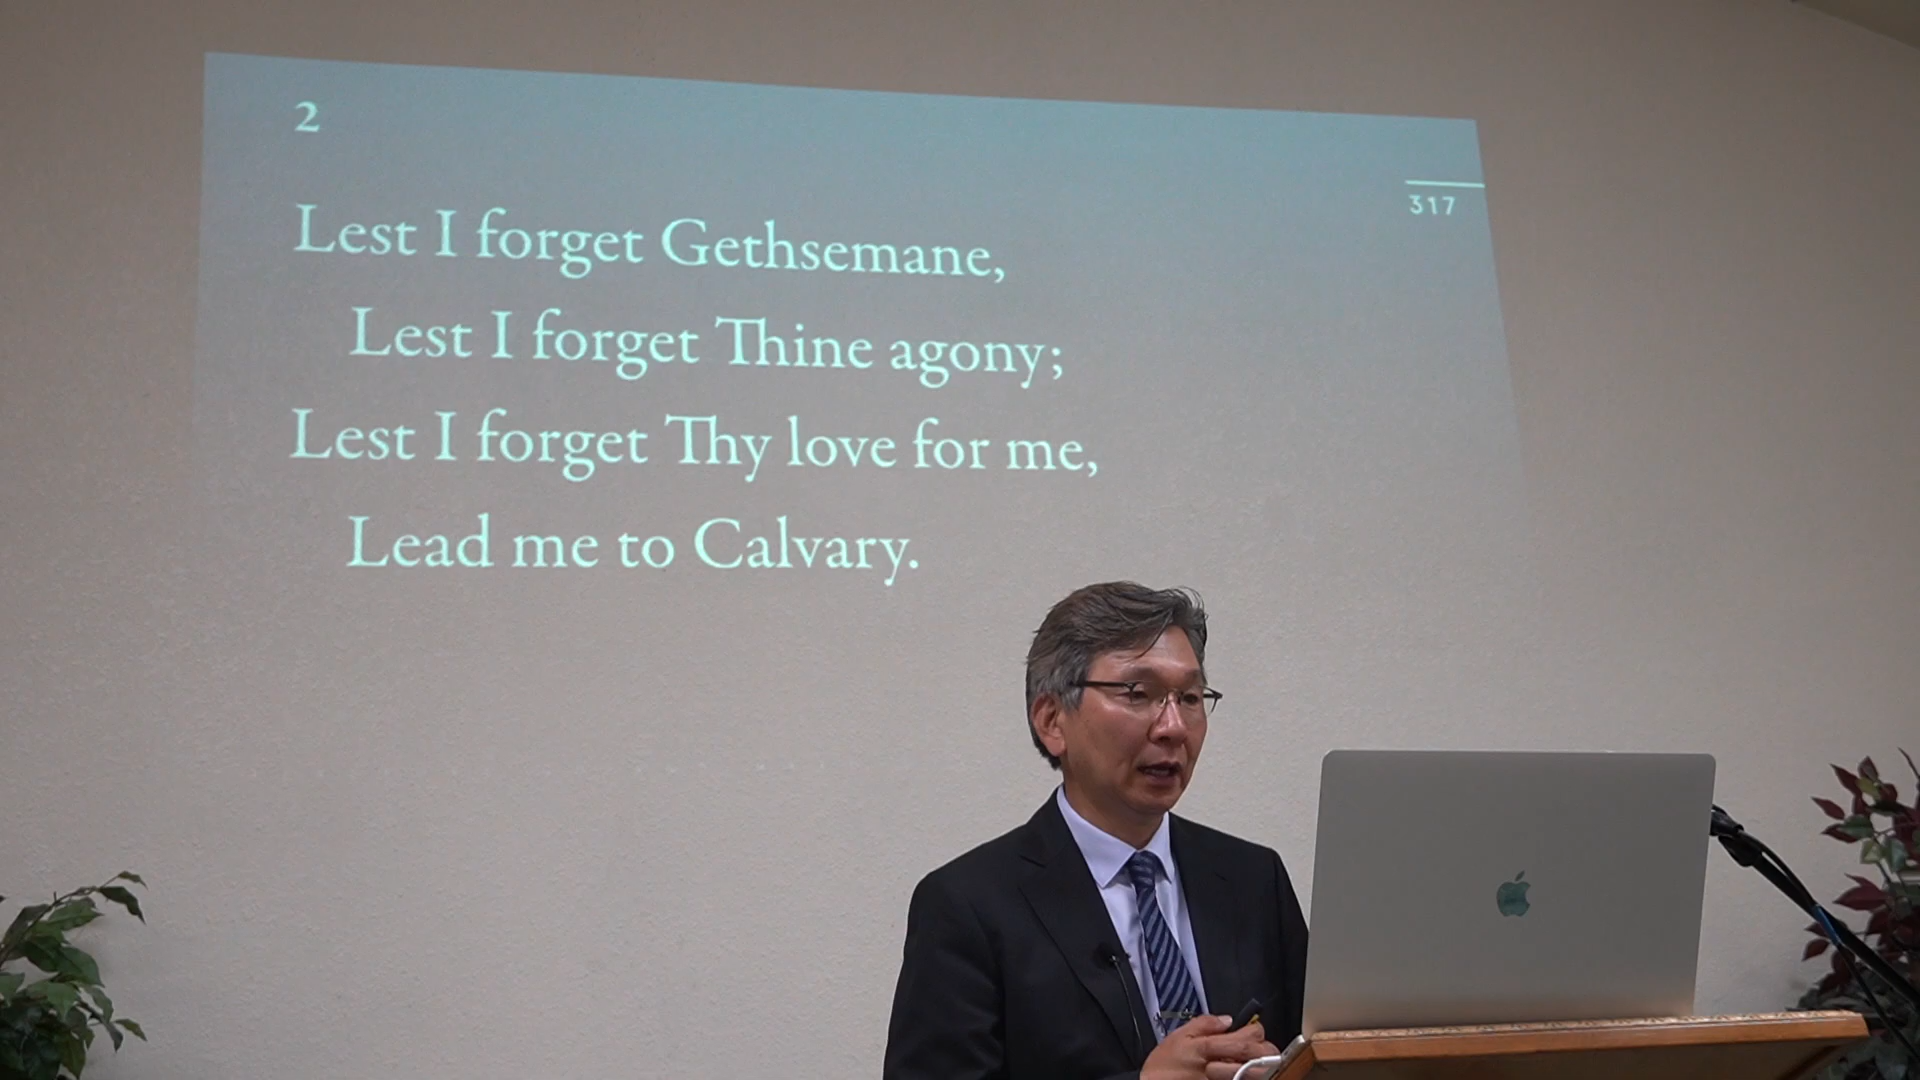 2
317
Lest I forget Gethsemane,
Lest I forget Thine agony;
Lest I forget Thy love for me,
Lead me to Calvary.